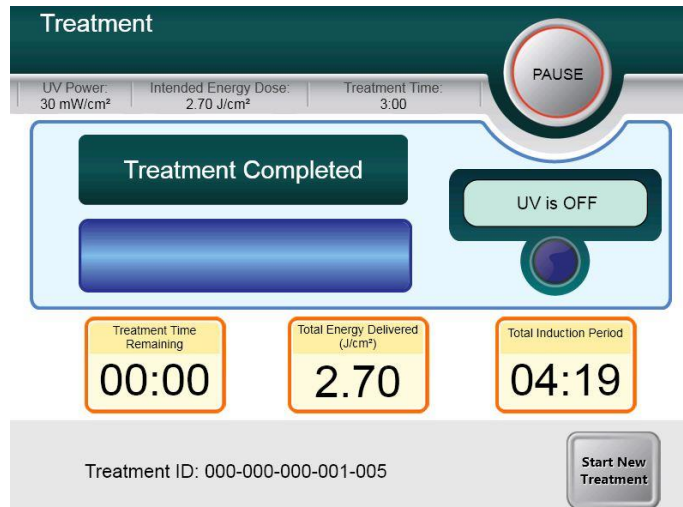 Treatment
PAUSE
UV Power:
30 mW/cm²
Intended Energy Dose:
2.70 J/cm²
Treatment Time:
3:00
Treatment Completed
UV is OFF
Treatment Time
Remaining
00:00
Total Energy Delivered
(J/cm²)
2.70
Total Induction Period
04:19
Treatment ID: 000-000-000-001-005
Start New
Treatment